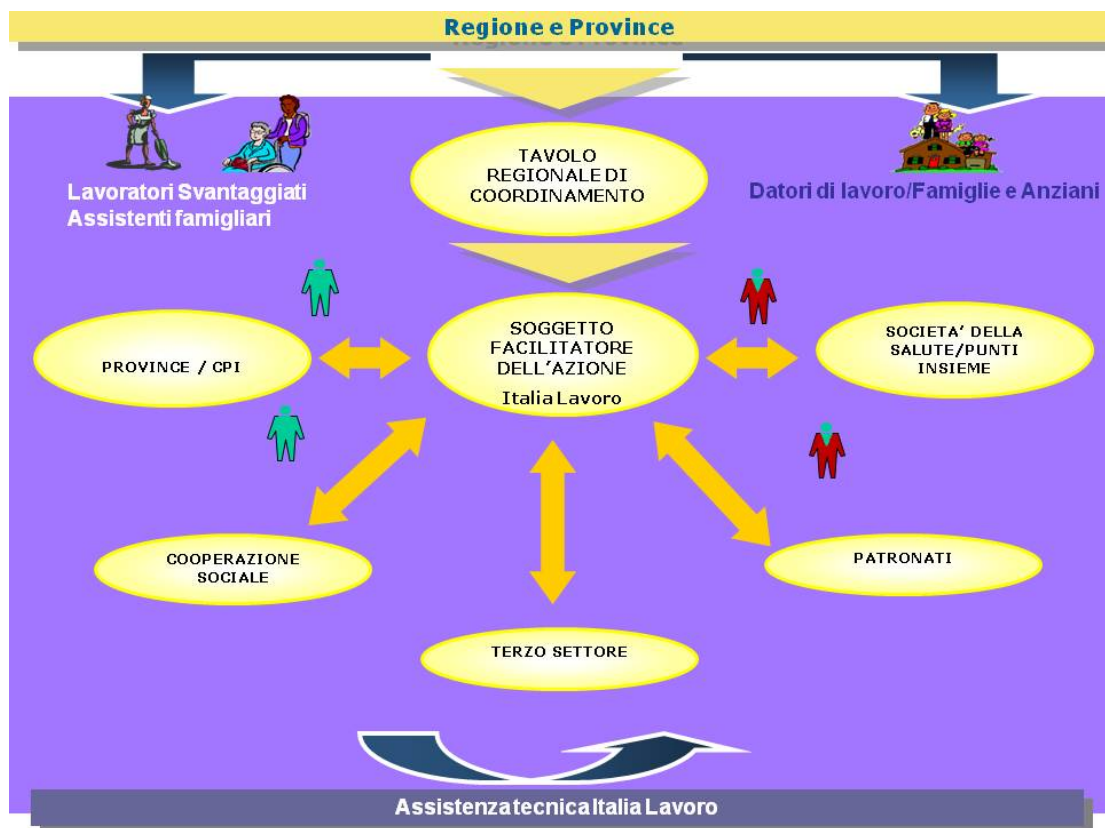 Regione e Province
TAVOLO
REGIONALE DI
COORDINAMENTO
Lavoratori Svantaggiati
Assistenti famigliari
Datori di lavoro/Famiglie e Anziani
PROVINCE / CPI
SOGGETTO
FACILITATORE
DELL'AZIONE
Italia Lavoro
SOCIETA' DELLA
SALUTE/PUNTI
INSIEME
COOPERAZIONE
SOCIALE
PATRONATI
TERZO SETTORE
Assistenza tecnica Italia Lavoro